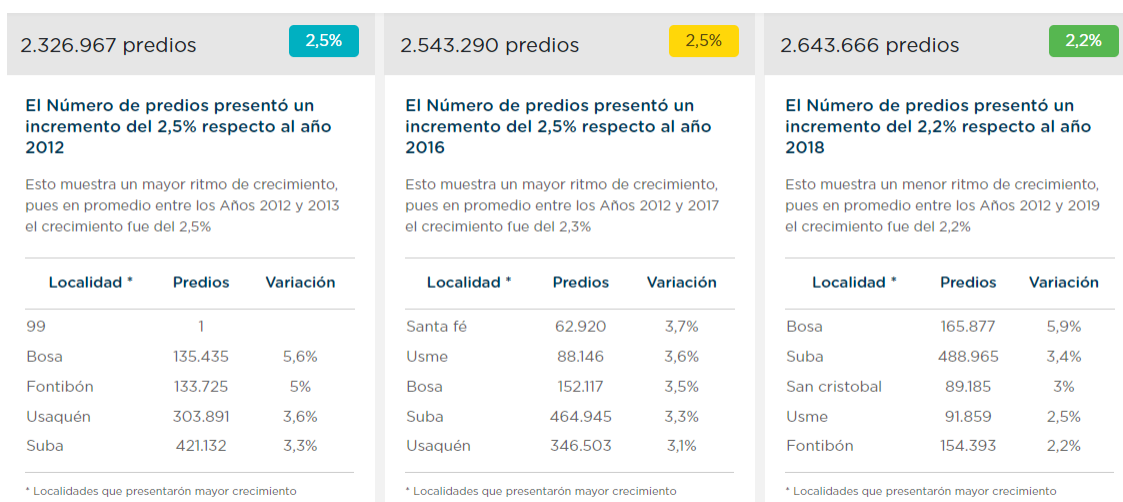 2.326.967 predios 2,5%
El Número de predios presentó un
incremento del 2,5% respecto al año
2012
Esto muestra un mayor ritmo de crecimiento,
pues en promedio entre los Años 2012 y 2013
el crecimiento fue del 2,5%
Localidad * Predios Variación
99 1
Bosa 135.435 5,6%
Fontibón 133.725 5%
Usaquén 303.891 3,6%
Suba 421.132 3,3%
* Localidades que presentarón mayor crecimiento
2.543.290 predios 2,5%
El Número de predios presentó un
incremento del 2,5% respecto al año
2016
Esto muestra un mayor ritmo de crecimiento,
pues en promedio entre los Años 2012 y 2017
el crecimiento fue del 2,3%
Localidad * Predios Variación
Santa fé 62.920 3,7%
Usme 88.146 3,6%
Bosa 152.117 3,5%
Suba 464.945 3,3%
Usaquén 346.503 3,1%
* Localidades que presentarón mayor crecimiento
2.643.666 predios 2,2%
El Número de predios presentó un
incremento del 2,2% respecto al año
2018
Esto muestra un menor ritmo de crecimiento,
pues en promedio entre los Años 2012 y 2019
el crecimiento fue del 2,2%
Localidad * Predios Variación
Bosa 165.877 5,9%
Suba 488.965 3,4%
San cristobal 89.185 3%
Usme 91.859 2,5%
Fontibón 154.393 2,2%
* Localidades que presentarón mayor crecimiento